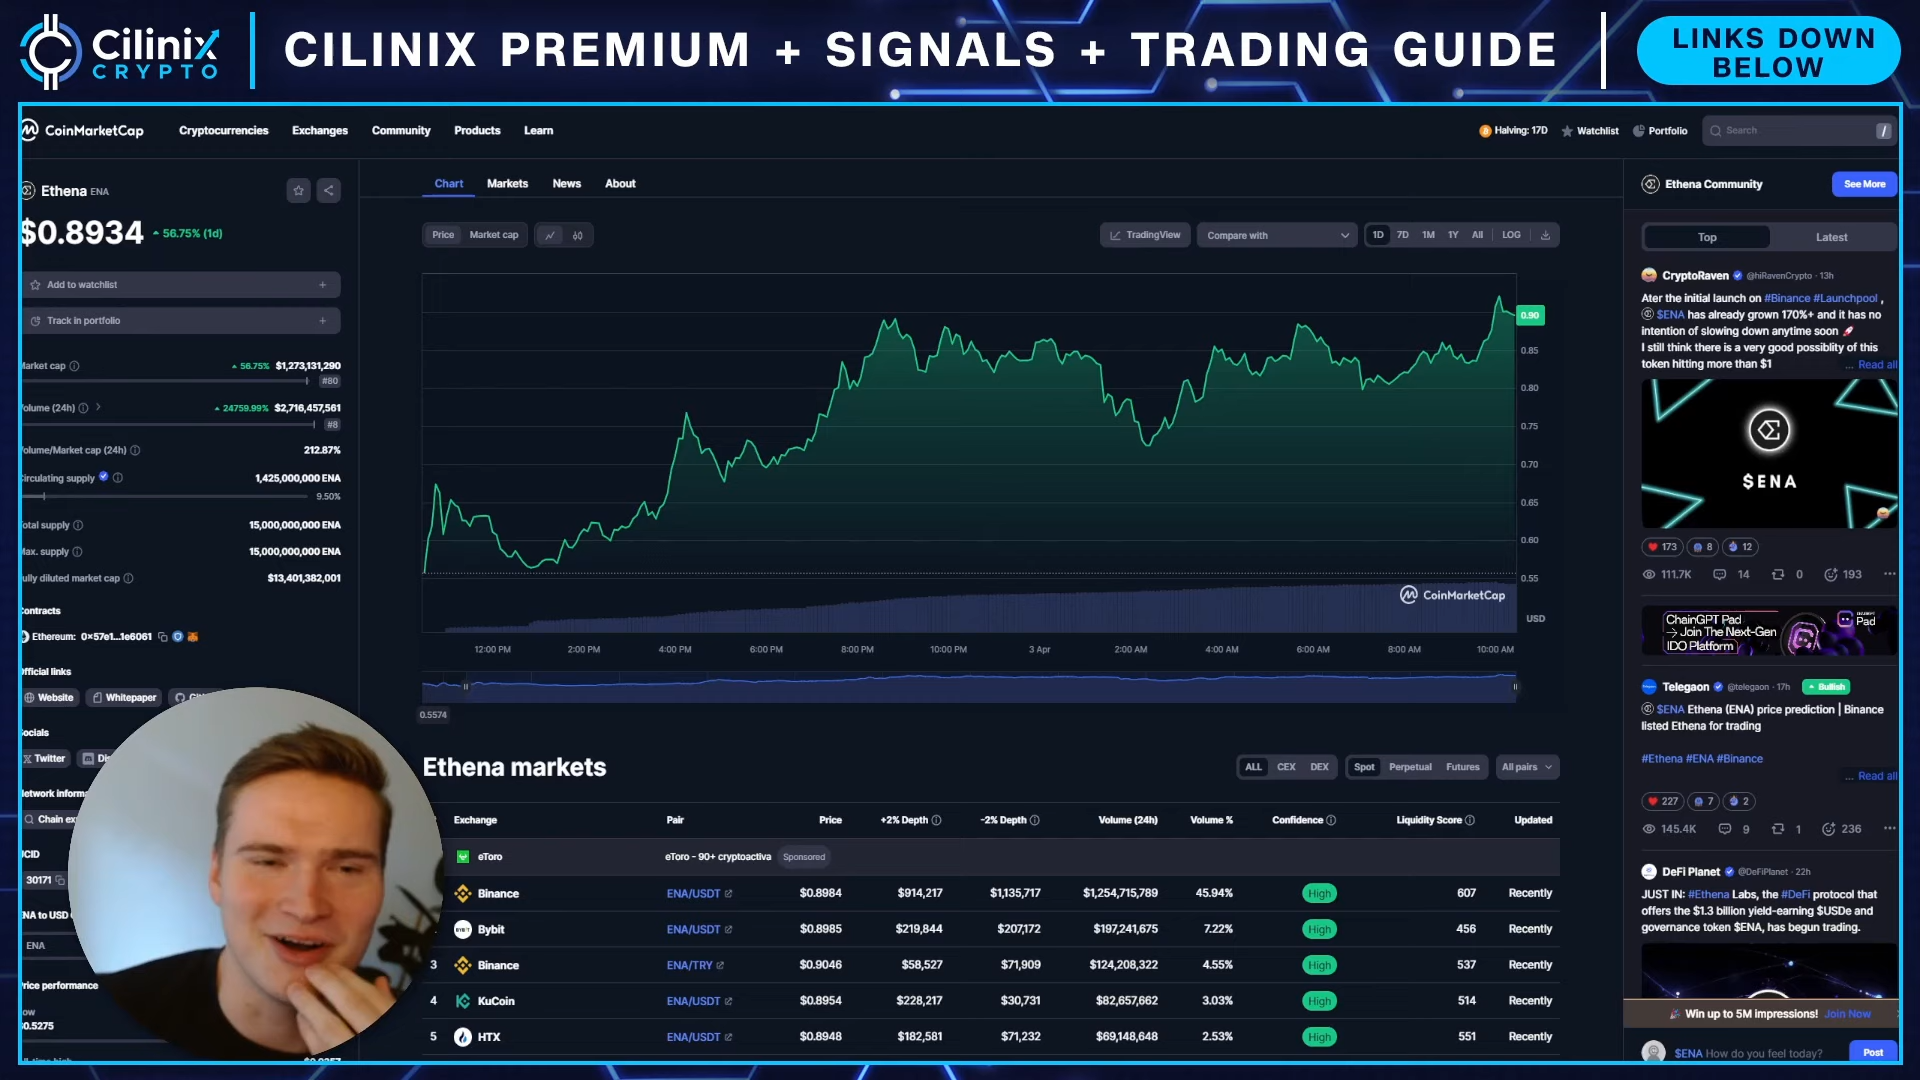 Cilinix
CRYPTO
CILINIX PREMIUM + SIGNALS + TRADING GUIDE
LINKS DOWN
BELOW
CoinMarketCap
Cryptocurrencies
Exchanges
Community
Products
Learn
Halving: 17D
Watchlist
Portfolio
Search
/
Ethena ENA
$0.8934
56.75% (1d)
Add to watchlist
+
Track in portfolio
+
Market cap
56.75% $1,273,131,290
#80
olume (24h)
24759.99% $2,716,457,561
#8
olume/Market cap (24h)
212.87%
irculating supply
1,425,000,000 ENA
9.50%
otal supply
15,000,000,000 ENA
Max. supply
15,000,000,000 ENA
ully diluted market cap
$13,401,382,001
Contracts
Ethereum: 0x57e1...1e6061
Official links
Website
Whitepaper
ocials
Twitter
30171
ENA
rice performance
$0.5275
Chart
Markets
News
About
Price
Market cap
TradingView
Compare with
1D
7D
1M
1Y
All
LOG
0.90
0.85
0.80
0.75
0.70
0.65
0.60
0.55
USD
CoinMarketCap
12:00 PM
2:00 PM
4:00 PM
6:00 PM
8:00 PM
10:00 PM
3 Apr
2:00 AM
4:00 AM
6:00 AM
8:00 AM
10:00 AM
0.5574
Ethena markets
ALL
CEX
DEX
Spot
Perpetual
Futures
All pairs
Exchange Pair Price +2% Depth -2% Depth Volume (24h) Volume % Confidence Liquidity Score Updated
eToro eToro - 90+ cryptoactiva Sponsored
Binance ENA/USDT $0.8984 $914,217 $1,135,717 $1,254,715,789 45.94% High 607 Recently
Bybit ENA/USDT $0.8985 $219,844 $207,172 $197,241,675 7.22% High 456 Recently
3 Binance ENA/TRY $0.9046 $58,527 $71,909 $124,208,322 4.55% High 537 Recently
4 KuCoin ENA/USDT $0.8954 $228,217 $30,731 $82,657,662 3.03% High 514 Recently
5 HTX ENA/USDT $0.8948 $182,581 $71,232 $69,148,648 2.53% High 551 Recently
Ethena Community
See More
Top
Latest
CryptoRaven @hiRavenCrypto · 13h
Ater the initial launch on #Binance #Launchpool ,
$ENA has already grown 170%+ and it has no
intention of slowing down anytime soon
I still think there is a very good possiblity of this
token hitting more than $1
... Read all
$ENA
173
8
12
111.7K
14
0
193
ChainGPT Pad
→ Join The Next-Gen
IDO Platform
Pad
Telegaon @telegaon · 17h
Bullish
$ENA Ethena (ENA) price prediction | Binance
listed Ethena for trading
#Ethena #ENA #Binance
... Read all
227
7
2
145.4K
9
1
236
DeFi Planet @DeFiPlanet · 22h
JUST IN: #Ethena Labs, the #DeFi protocol that
offers the $1.3 billion yield-earning $USDe and
governance token $ENA, has begun trading.
Win up to 5M impressions! Join Now
$ENA How do you feel today?
Post